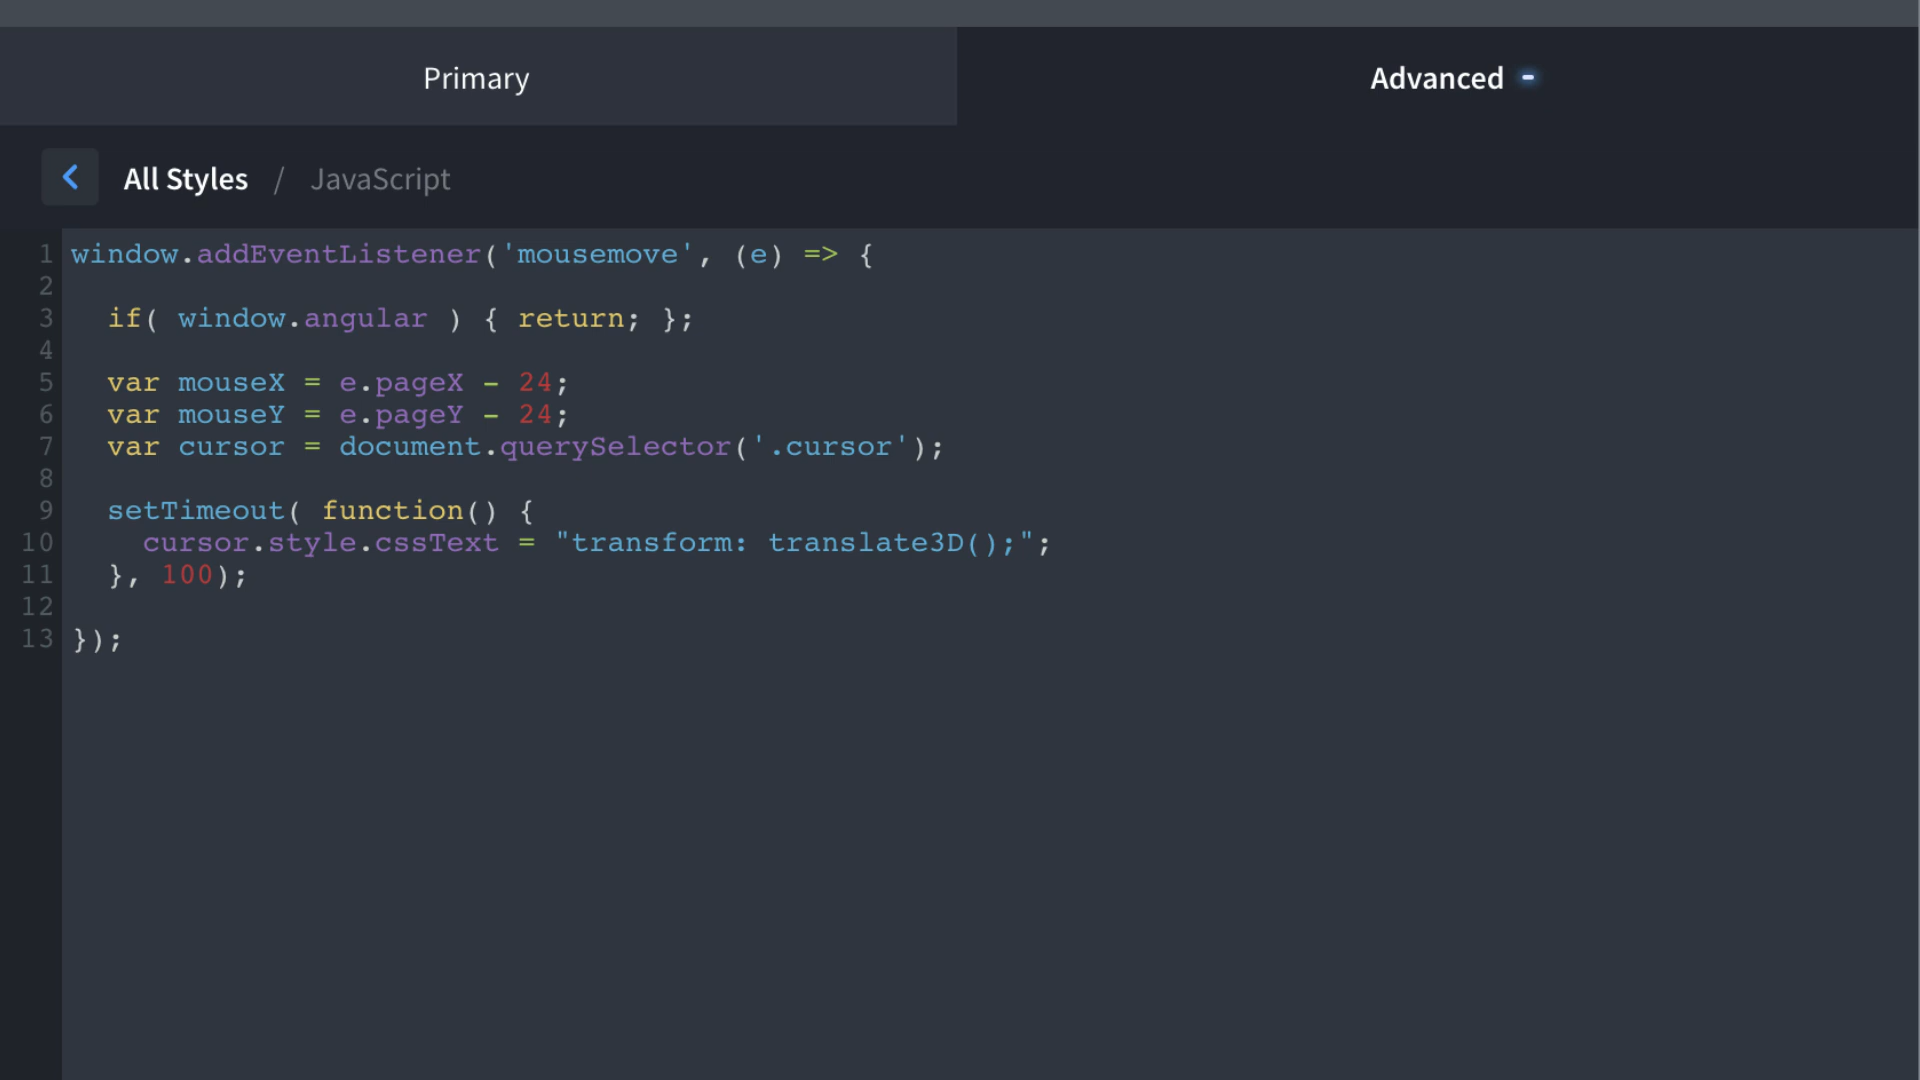 Primary
Advanced
All Styles / JavaScript
1 window.addEventListener('mousemove', (e) => {
2
3   if( window.angular ) { return; };
4
5   var mouseX = e.pageX - 24;
6   var mouseY = e.pageY - 24;
7   var cursor = document.querySelector('.cursor');
8
9   setTimeout( function() {
10     cursor.style.cssText = "transform: translate3D();";
11   }, 100);
12
13 });